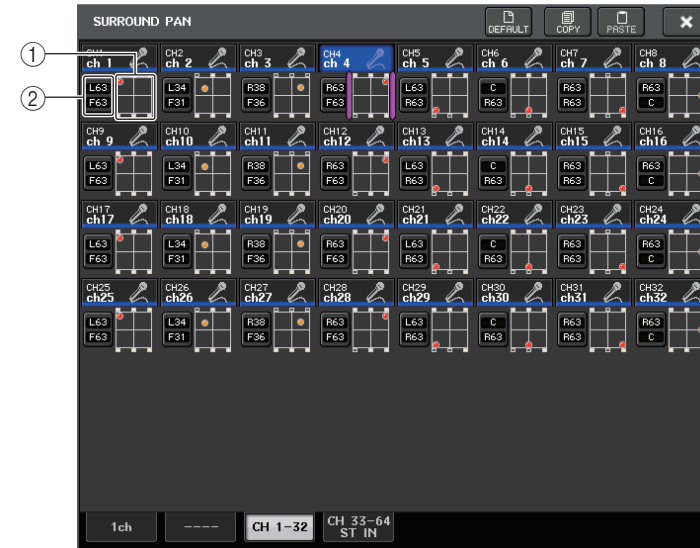 SURROUND PAN
DEFAULT COPY PASTE ×
① CH1 CH2 CH3 CH4 CH5 CH6 CH7 CH8
ch 1 ch 2 ch 3 ch 4 ch 5 ch 6 ch 7 ch 8
② L63 L34 R38 R63 L63 C R63 R63
F63 F31 F36 F63 R63 R63 R63 C
CH9 CH10 CH11 CH12 CH13 CH14 CH15 CH16
ch 9 ch10 ch11 ch12 ch13 ch14 ch15 ch16
L63 L34 R38 R63 L63 C R63 R63
F63 F31 F36 F63 R63 R63 R63 C
CH17 CH18 CH19 CH20 CH21 CH22 CH23 CH24
ch17 ch18 ch19 ch20 ch21 ch22 ch23 ch24
L63 L34 R38 R63 L63 C R63 R63
F63 F31 F36 F63 R63 R63 R63 C
CH25 CH26 CH27 CH28 CH29 CH30 CH31 CH32
ch25 ch26 ch27 ch28 ch29 ch30 ch31 ch32
L63 L34 R38 R63 L63 C R63 R63
F63 F31 F36 F63 R63 R63 R63 C
1ch ---- CH 1-32 CH 33-64
ST IN